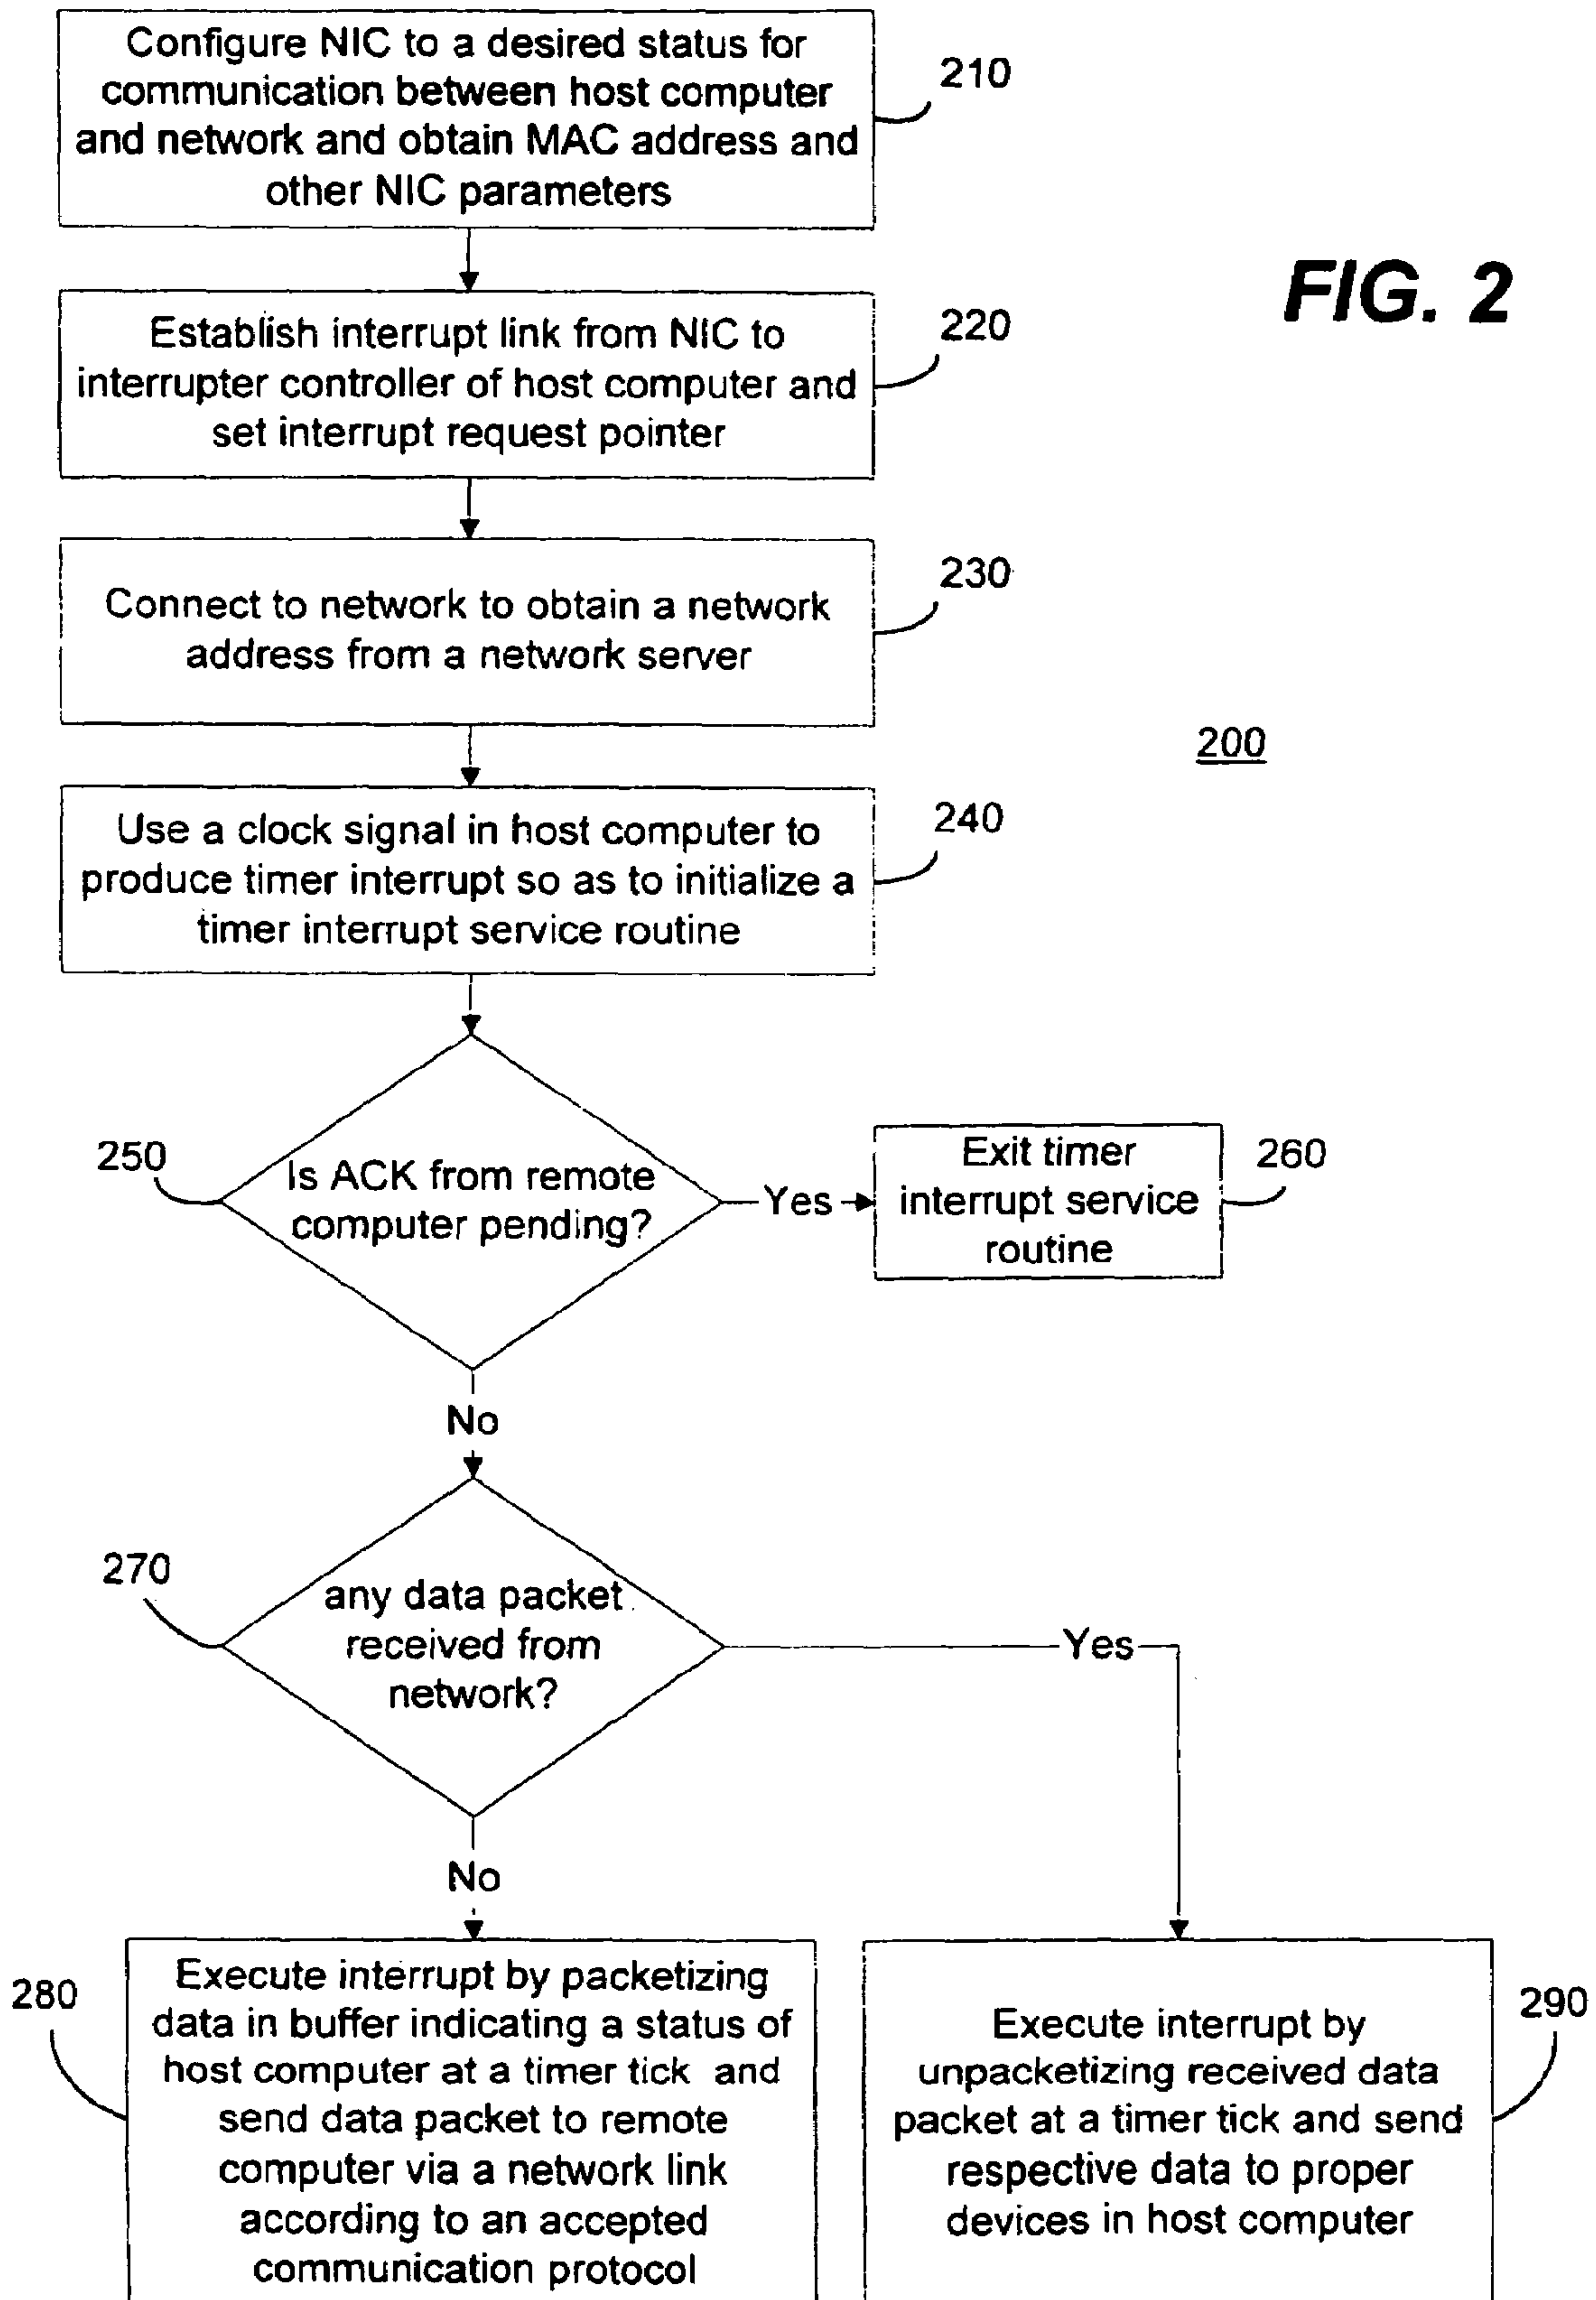 Configure NIC to a desired status for
communication between host computer
and network and obtain MAC address and
other NIC parameters
210
FIG. 2
Establish interrupt link from NIC to
interrupter controller of host computer and
set interrupt request pointer
220
Connect to network to obtain a network
address from a network server
230
200
Use a clock signal in host computer to
produce timer interrupt so as to initialize a
timer interrupt service routine
240
250
Is ACK from remote
computer pending?
Yes
Exit timer
interrupt service
routine
260
No
270
any data packet
received from
network?
Yes
No
280
Execute interrupt by packetizing
data in buffer indicating a status of
host computer at a timer tick and
send data packet to remote
computer via a network link
according to an accepted
communication protocol
Execute interrupt by
unpacketizing received data
packet at a timer tick and send
respective data to proper
devices in host computer
290